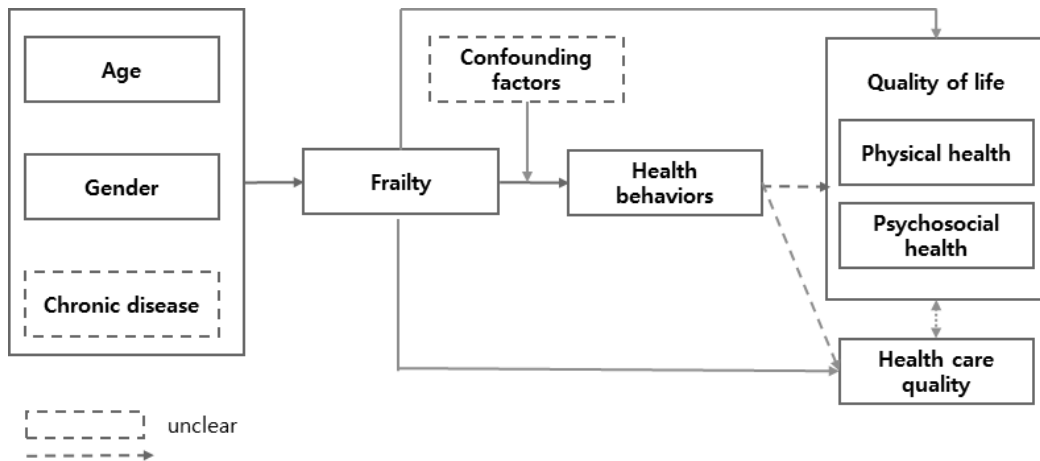 Age
Gender
Chronic disease
Confounding
factors
Frailty
Health
behaviors
Quality of life
Physical health
Psychosocial
health
Health care
quality
unclear